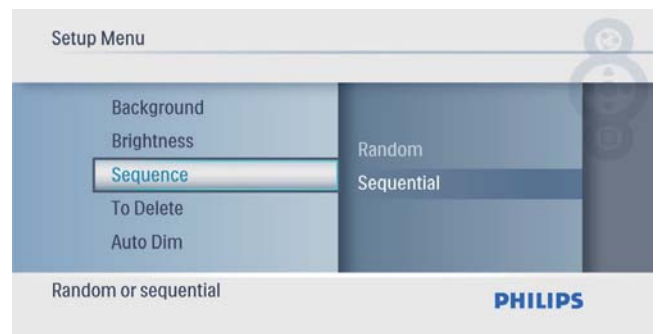 Setup Menu
Background
Brightness
Sequence
To Delete
Auto Dim
Random
Sequential
Random or sequential
PHILIPS